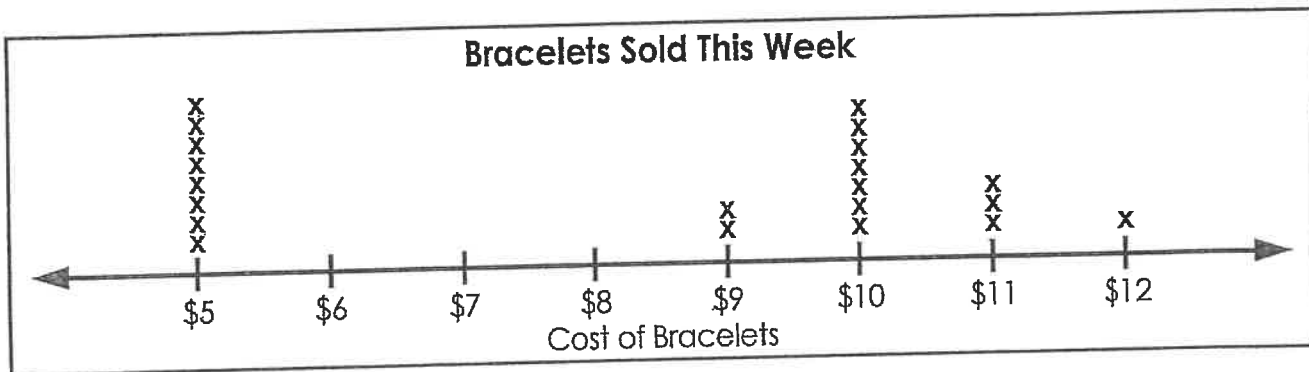 Bracelets Sold This Week
X X
X X
X X
X X
X X X
X X X X
X X X X X
X
$5 $6 $7 $8 $9 $10 $11 $12
Cost of Bracelets